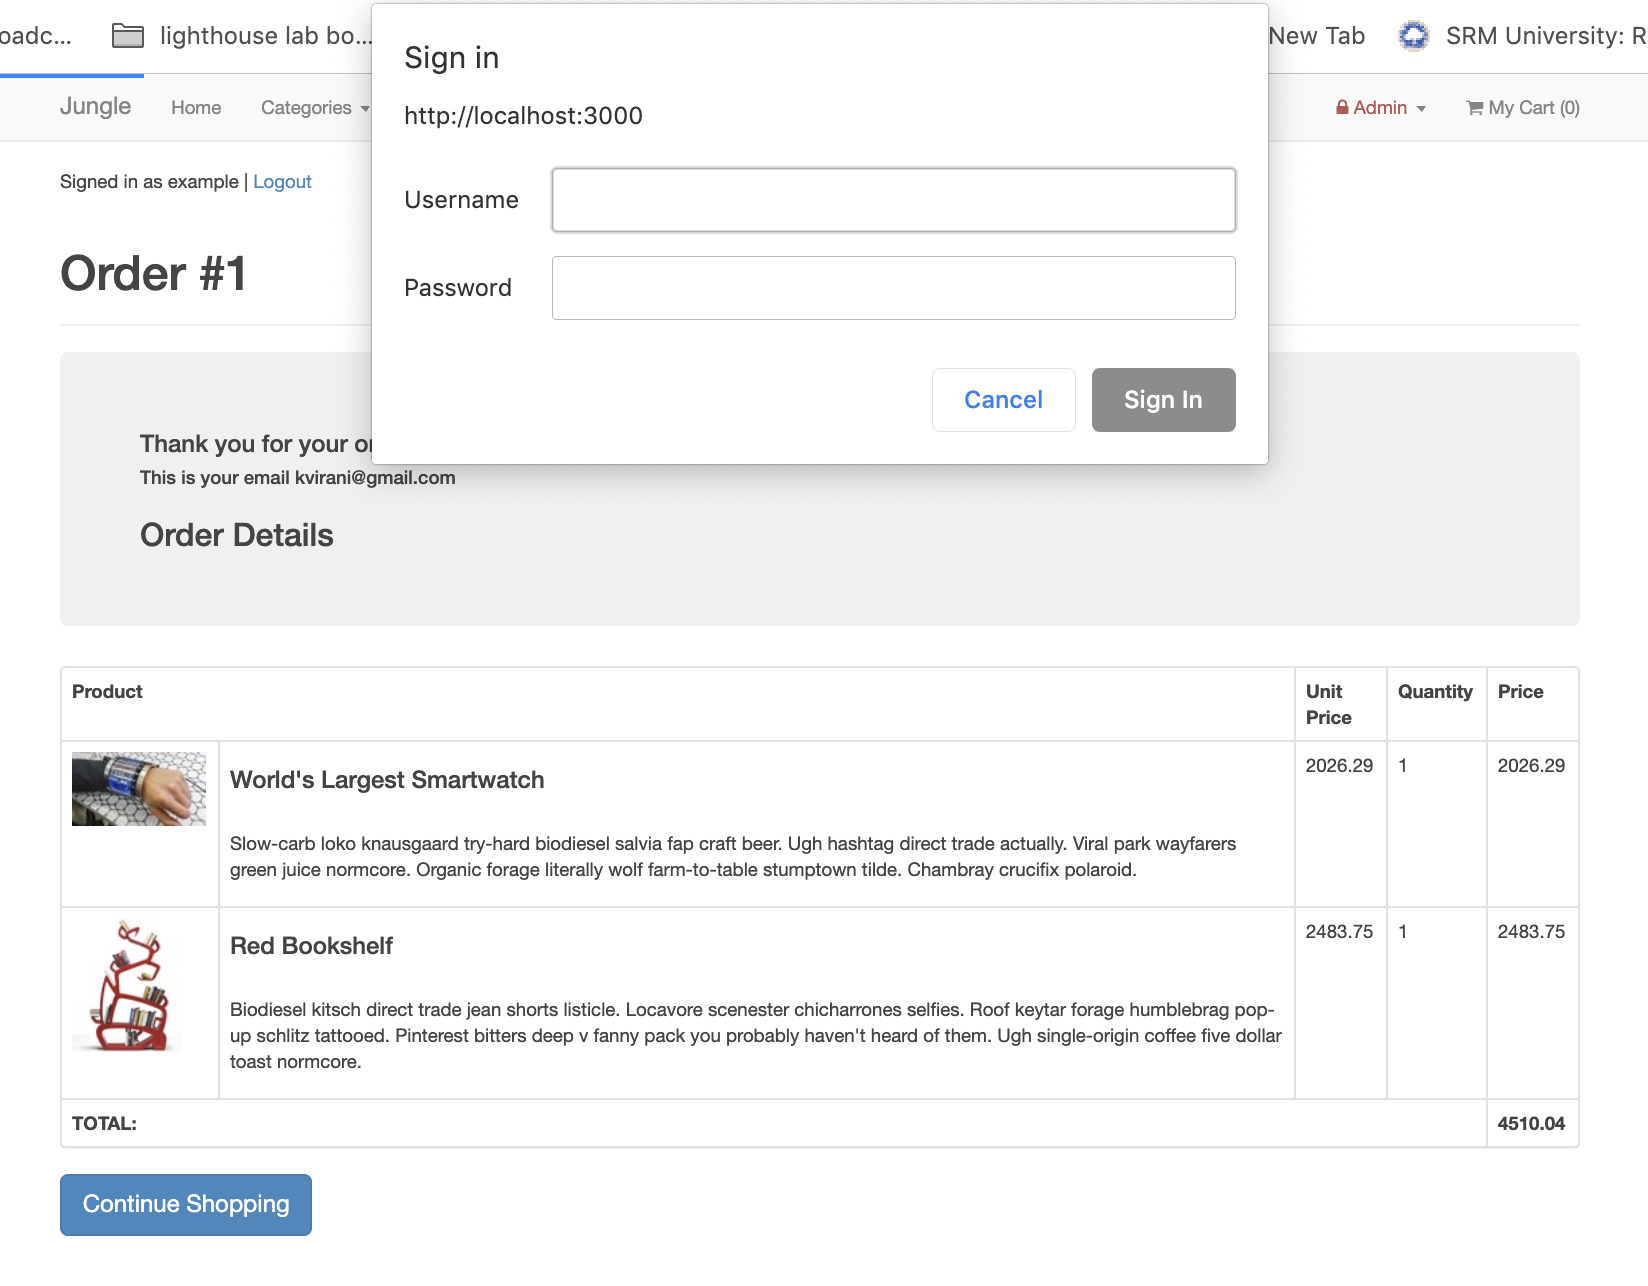 oadc...
lighthouse lab bo...
New Tab
SRM University: R
Sign in
http://localhost:3000
Username
Password
Cancel
Sign In
Jungle
Home
Categories
Admin
My Cart (0)
Signed in as example | Logout
Order #1
Thank you for your or
This is your email kvirani@gmail.com
Order Details
Product
Unit
Price
Quantity
Price
World's Largest Smartwatch
Slow-carb loko knausgaard try-hard biodiesel salvia fap craft beer. Ugh hashtag direct trade actually. Viral park wayfarers
green juice normcore. Organic forage literally wolf farm-to-table stumptown tilde. Chambray crucifix polaroid.
2026.29
1
2026.29
Red Bookshelf
Biodiesel kitsch direct trade jean shorts listicle. Locavore scenester chicharrones selfies. Roof keytar forage humblebrag pop-
up schlitz tattooed. Pinterest bitters deep v fanny pack you probably haven't heard of them. Ugh single-origin coffee five dollar
toast normcore.
2483.75
1
2483.75
TOTAL:
4510.04
Continue Shopping